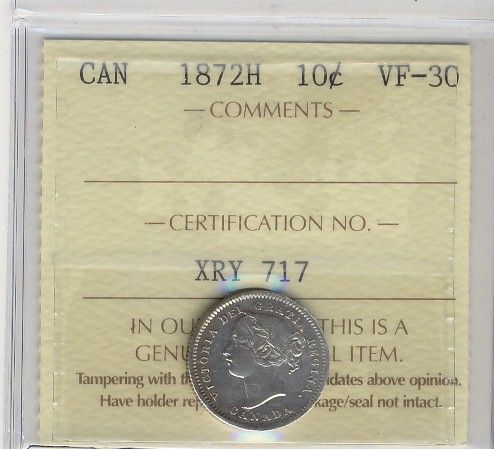 CAN 1872H 10¢ VF-30
— COMMENTS —
— CERTIFICATION NO. —
XRY 717
IN OU THIS IS A
GENU L ITEM.
Tampering with th idates above opinion.
Have holder rep kage/seal not intact.
VICTORIA DEI GRATIA REGINA.
CANADA